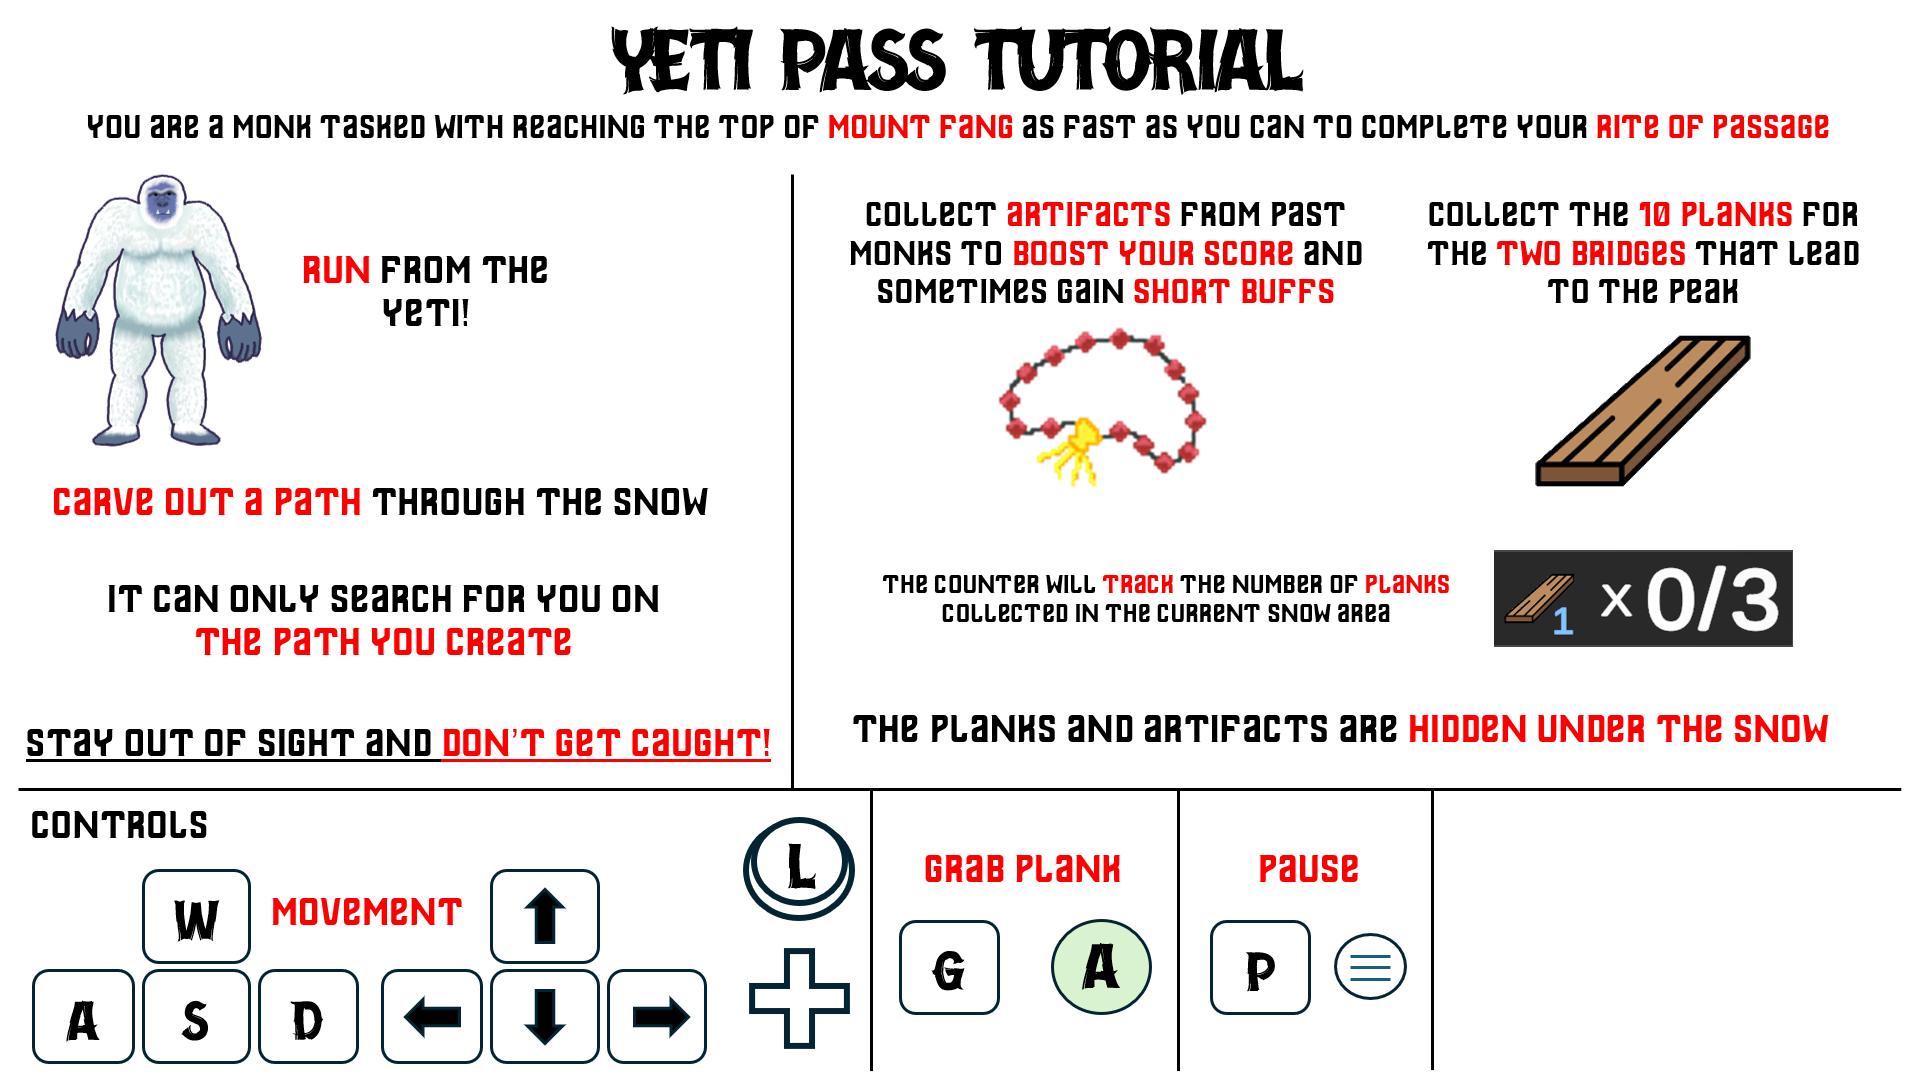 YETI PASS TUTORIAL
YOU ARE A MONK TASKED WITH REACHING THE TOP OF MOUNT FANG AS FAST AS YOU CAN TO COMPLETE YOUR RITE OF PASSAGE
RUN FROM THE
YETI!
CARVE OUT A PATH THROUGH THE SNOW
IT CAN ONLY SEARCH FOR YOU ON
THE PATH YOU CREATE
STAY OUT OF SIGHT AND DON'T GET CAUGHT!
COLLECT ARTIFACTS FROM PAST
MONKS TO BOOST YOUR SCORE AND
SOMETIMES GAIN SHORT BUFFS
COLLECT THE 10 PLANKS FOR
THE TWO BRIDGES THAT LEAD
TO THE PEAK
THE COUNTER WILL TRACK THE NUMBER OF PLANKS
COLLECTED IN THE CURRENT SNOW AREA
1 x 0/3
THE PLANKS AND ARTIFACTS ARE HIDDEN UNDER THE SNOW
CONTROLS
MOVEMENT
W
A S D
L
GRAB PLANK
G A
PAUSE
P